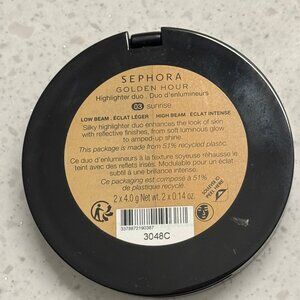 SEPHORA
GOLDEN HOUR
Highlighter duo . Duo d'enlumineurs
03 sunrise
LOW BEAM . ÉCLAT LÉGER HIGH BEAM . ÉCLAT INTENSE
Silky highlighter duo enhances the look of skin
with reflective finishes, from soft luminous glow
to amped-up shine.
This package is made from 51% recycled plastic.
Ce duo d'enlumineurs à la texture soyeuse réhausse le
teint avec des reflets irisés. Modulable pour un éclat
subtil à une brillance intense.
Ce packaging est composé à 51%
de plastique recyclé.
2 x 4.0 g Net wt. 2 x 0.14 oz.
3378872190387
3048C